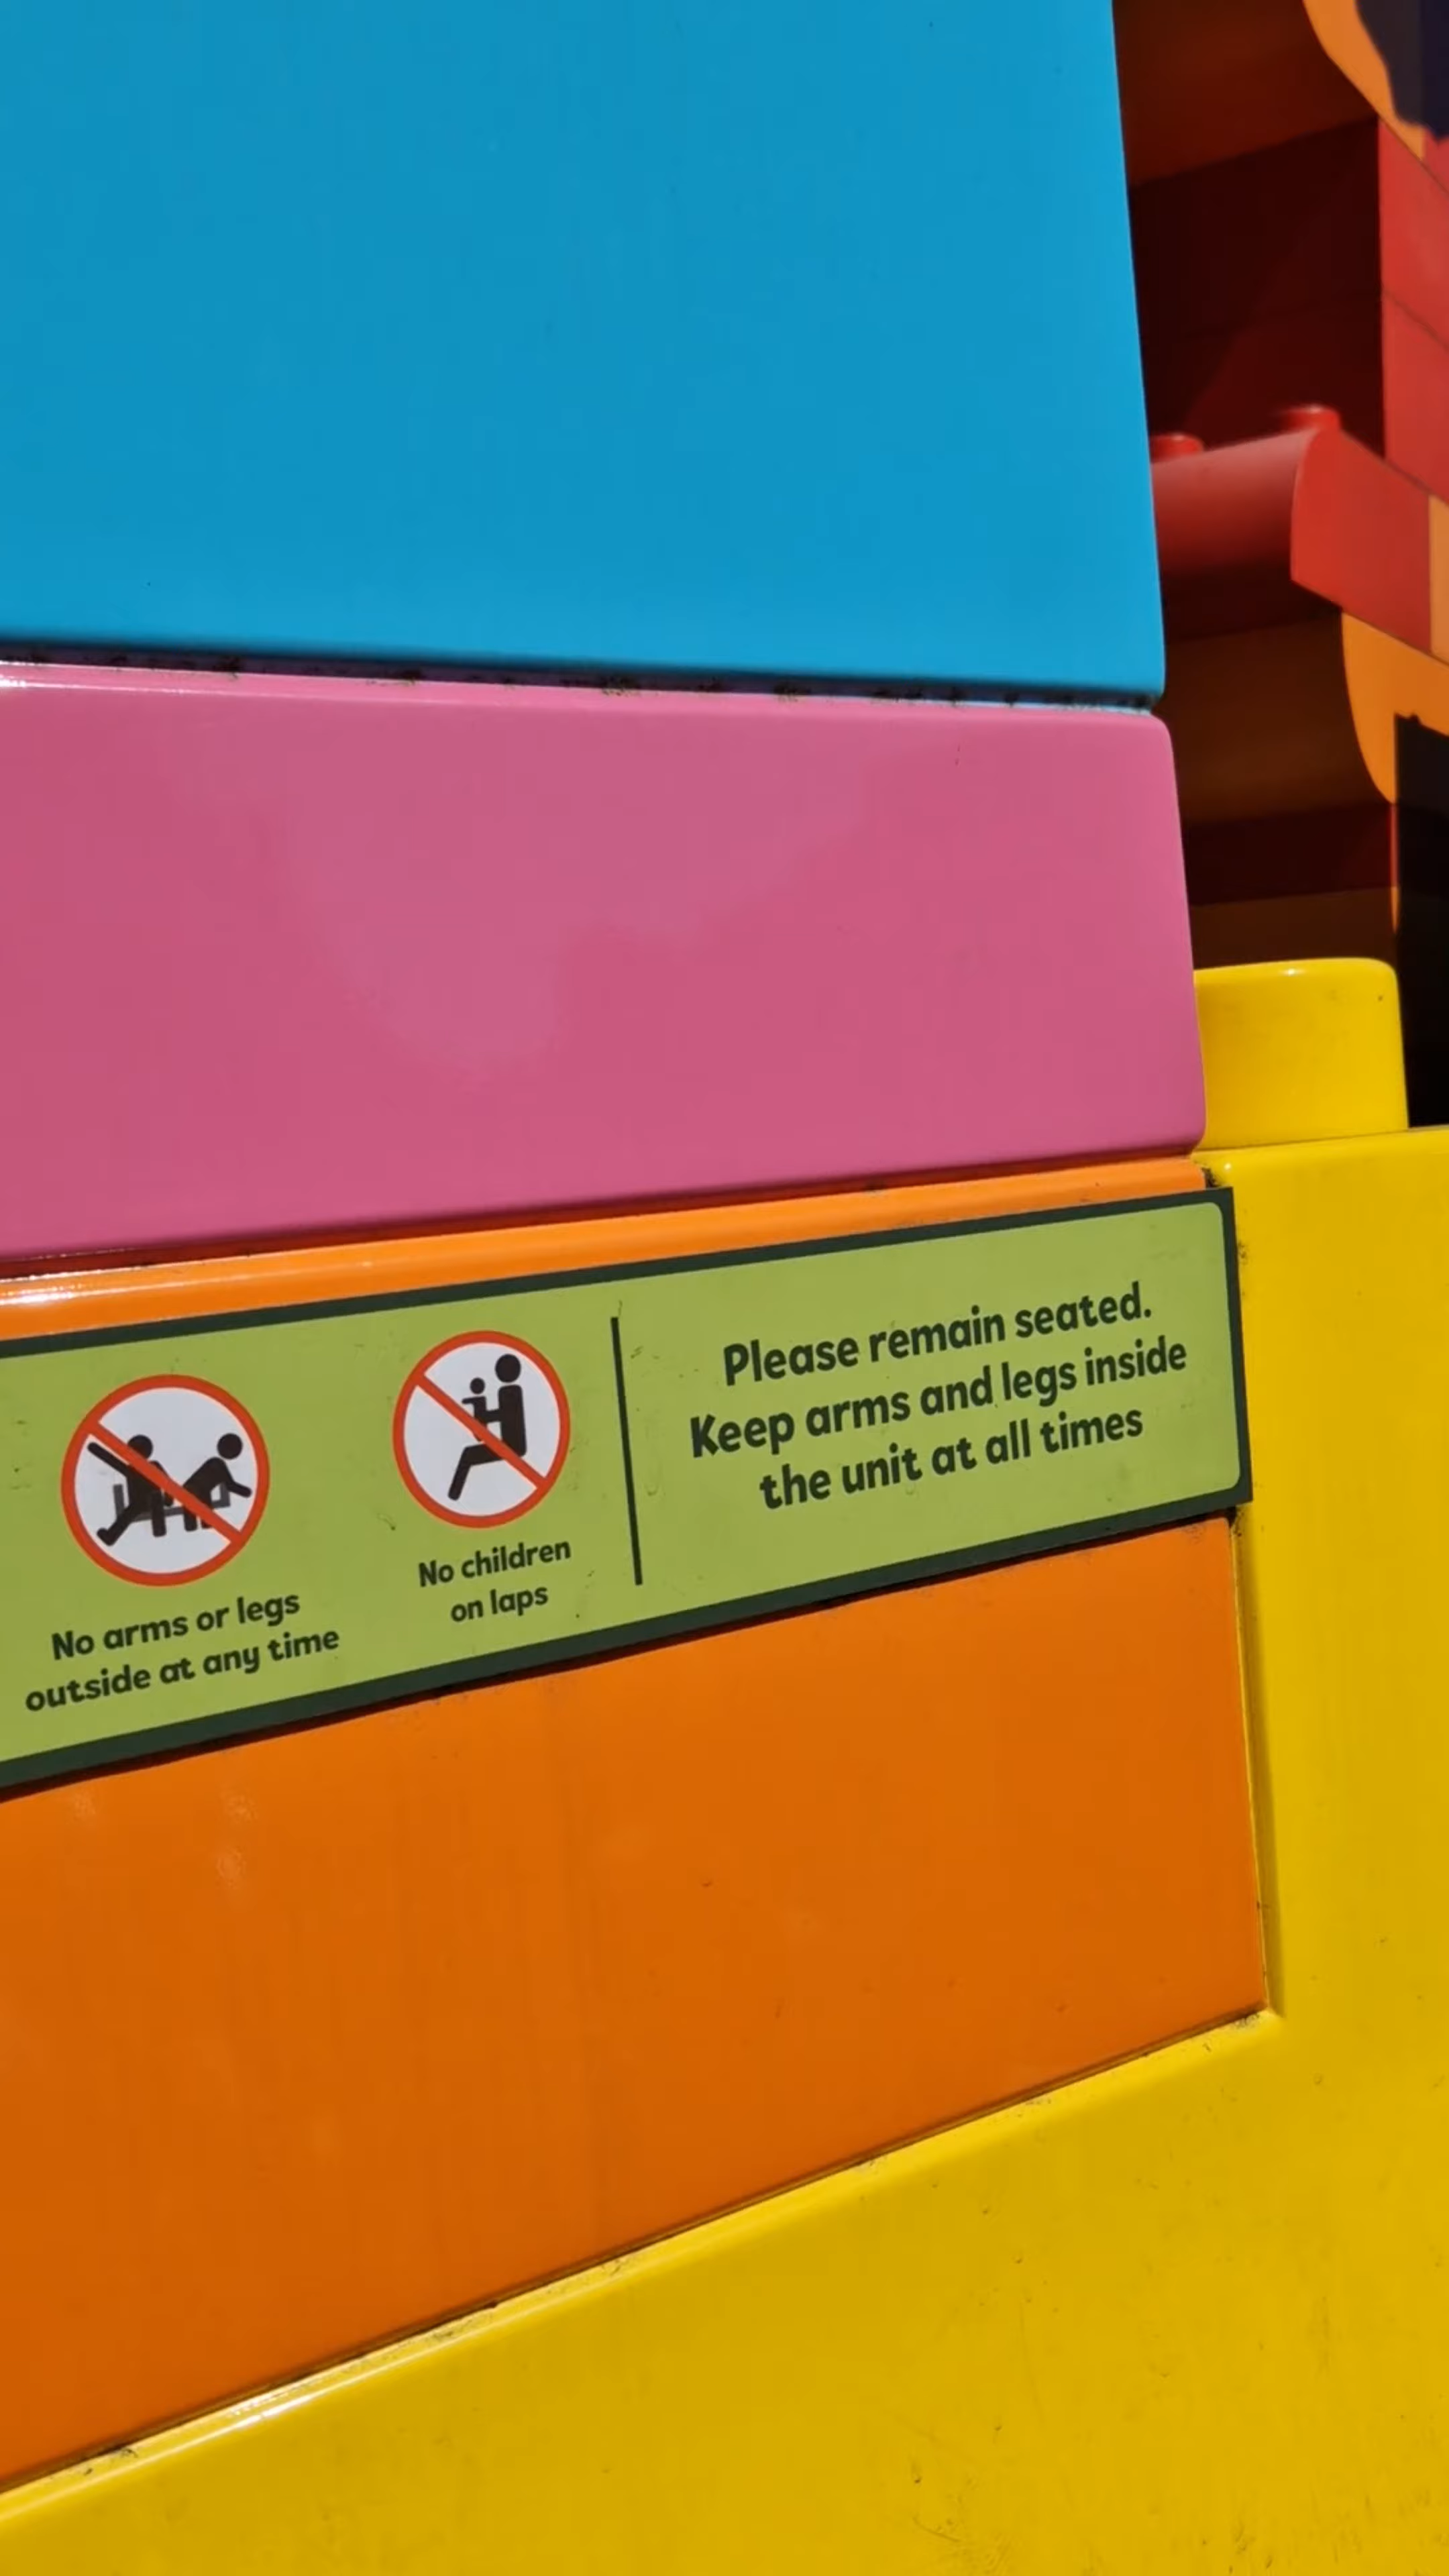 No arms or legs
outside at any time
No children
on laps
Please remain seated.
Keep arms and legs inside
the unit at all times